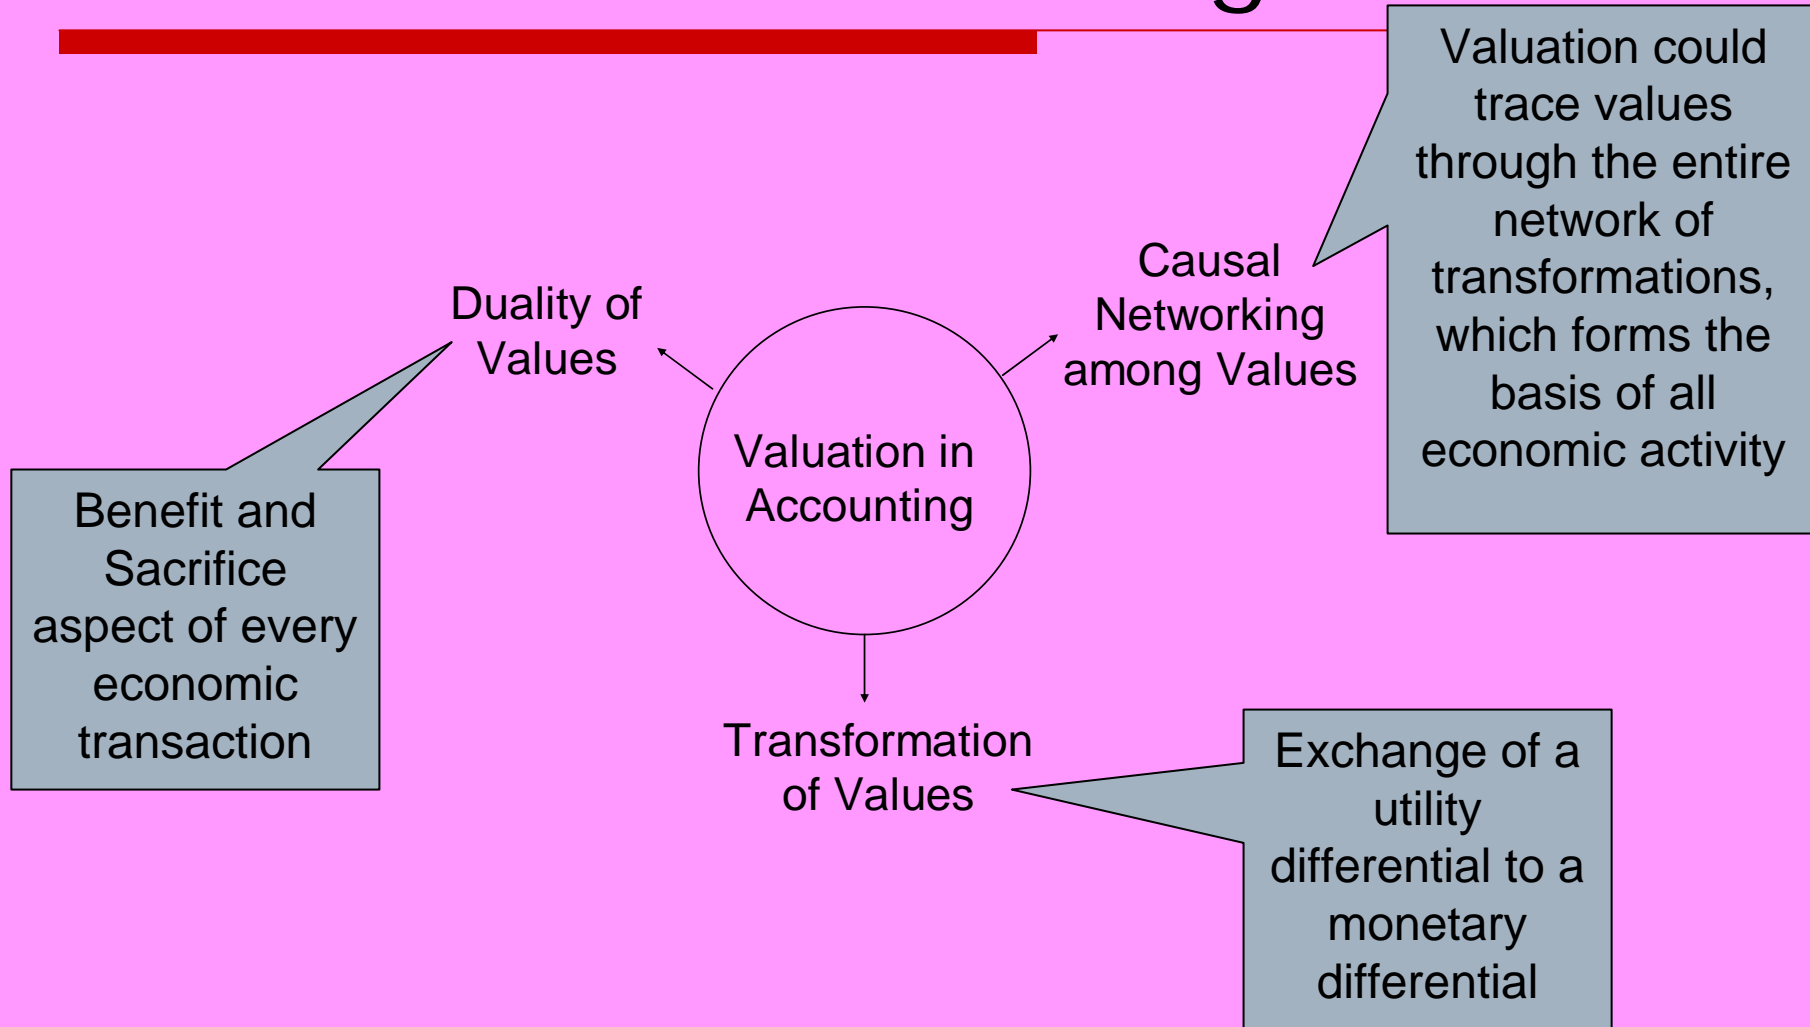 Valuation could
trace values
through the entire
network of
transformations,
which forms the
basis of all
economic activity
Causal
Networking
among Values
Duality of
Values
Valuation in
Accounting
Benefit and
Sacrifice
aspect of every
economic
transaction
Transformation
of Values
Exchange of a
utility
differential to a
monetary
differential